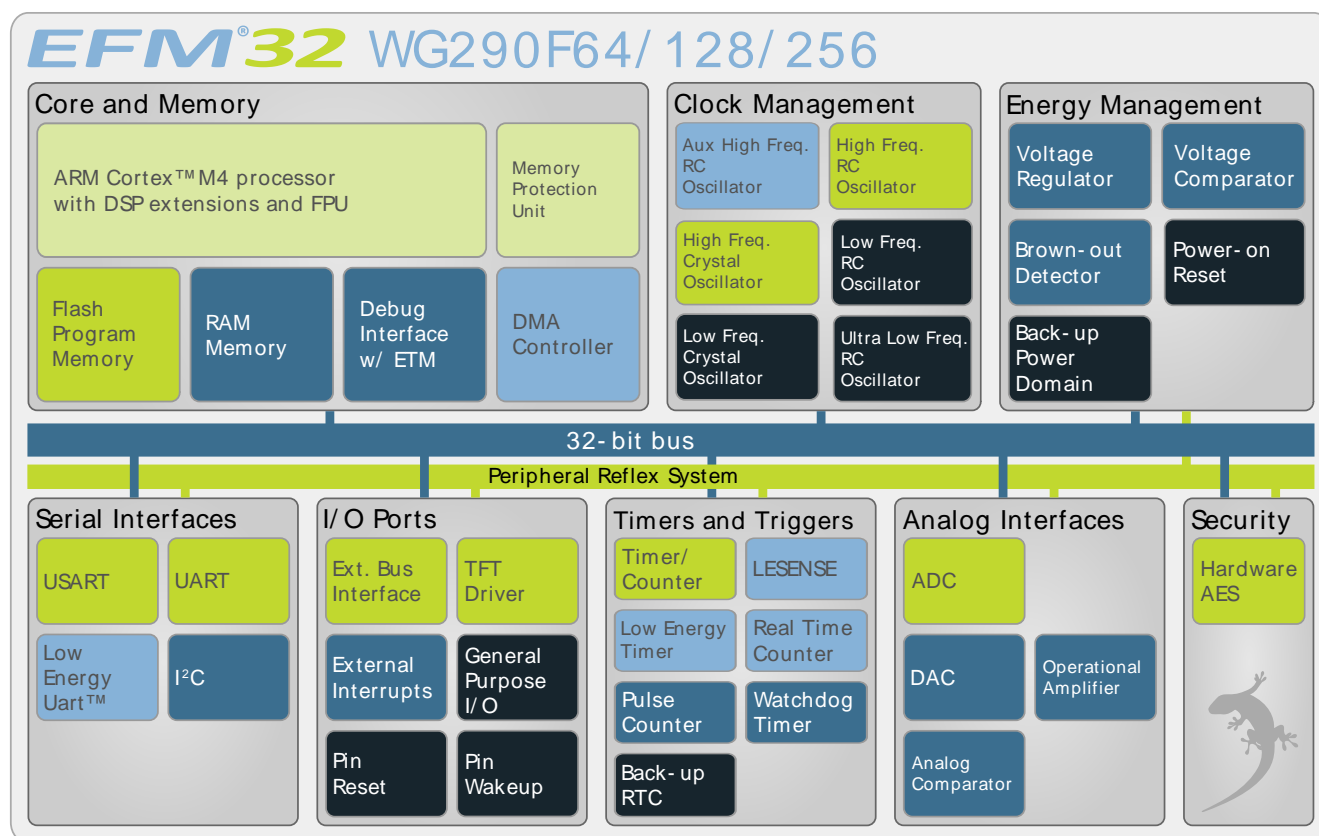 EFM®32 WG290F64/128/256
Core and Memory
ARM Cortex™ M4 processor
with DSP extensions and FPU
Memory
Protection
Unit
Flash
Program
Memory
RAM
Memory
Debug
Interface
w/ ETM
DMA
Controller
Clock Management
Aux High Freq.
RC
Oscillator
High Freq.
RC
Oscillator
High Freq.
Crystal
Oscillator
Low Freq.
RC
Oscillator
Low Freq.
Crystal
Oscillator
Ultra Low Freq.
RC
Oscillator
Energy Management
Voltage
Regulator
Voltage
Comparator
Brown-out
Detector
Power-on
Reset
Back-up
Power
Domain
32-bit bus
Peripheral Reflex System
Serial Interfaces
USART
UART
Low
Energy
Uart™
I²C
I/O Ports
Ext. Bus
Interface
TFT
Driver
External
Interrupts
General
Purpose
I/O
Pin
Reset
Pin
Wakeup
Timers and Triggers
Timer/
Counter
LESENSE
Low Energy
Timer
Real Time
Counter
Pulse
Counter
Watchdog
Timer
Back-up
RTC
Analog Interfaces
ADC
DAC
Operational
Amplifier
Analog
Comparator
Security
Hardware
AES